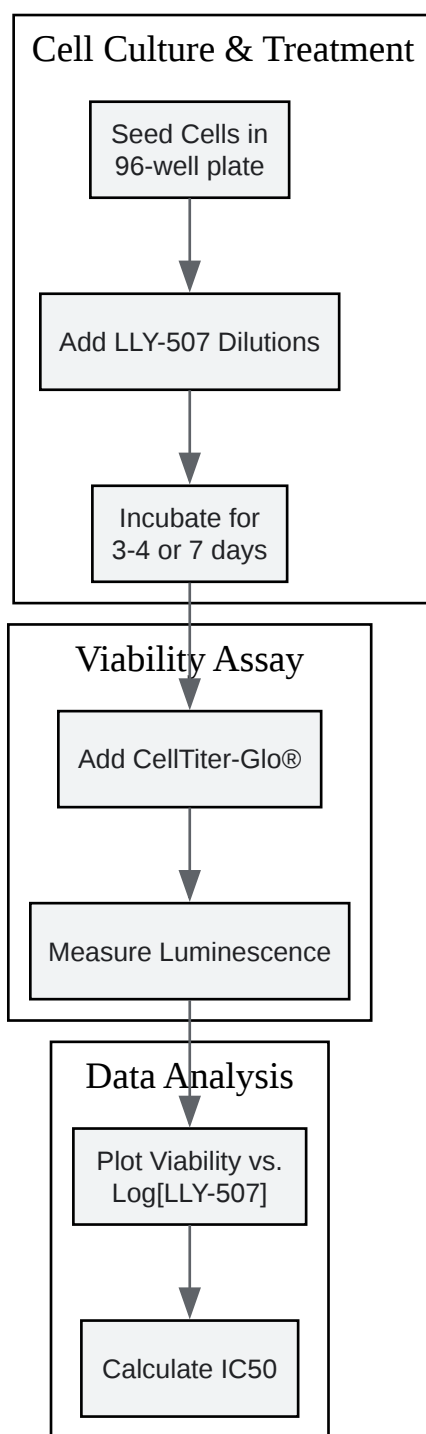 Cell Culture & Treatment
Seed Cells in
96-well plate
Add LLY-507 Dilutions
Incubate for
3-4 or 7 days
Viability Assay
Add CellTiter-Glo®
Measure Luminescence
Data Analysis
Plot Viability vs.
Log[LLY-507]
Calculate IC50